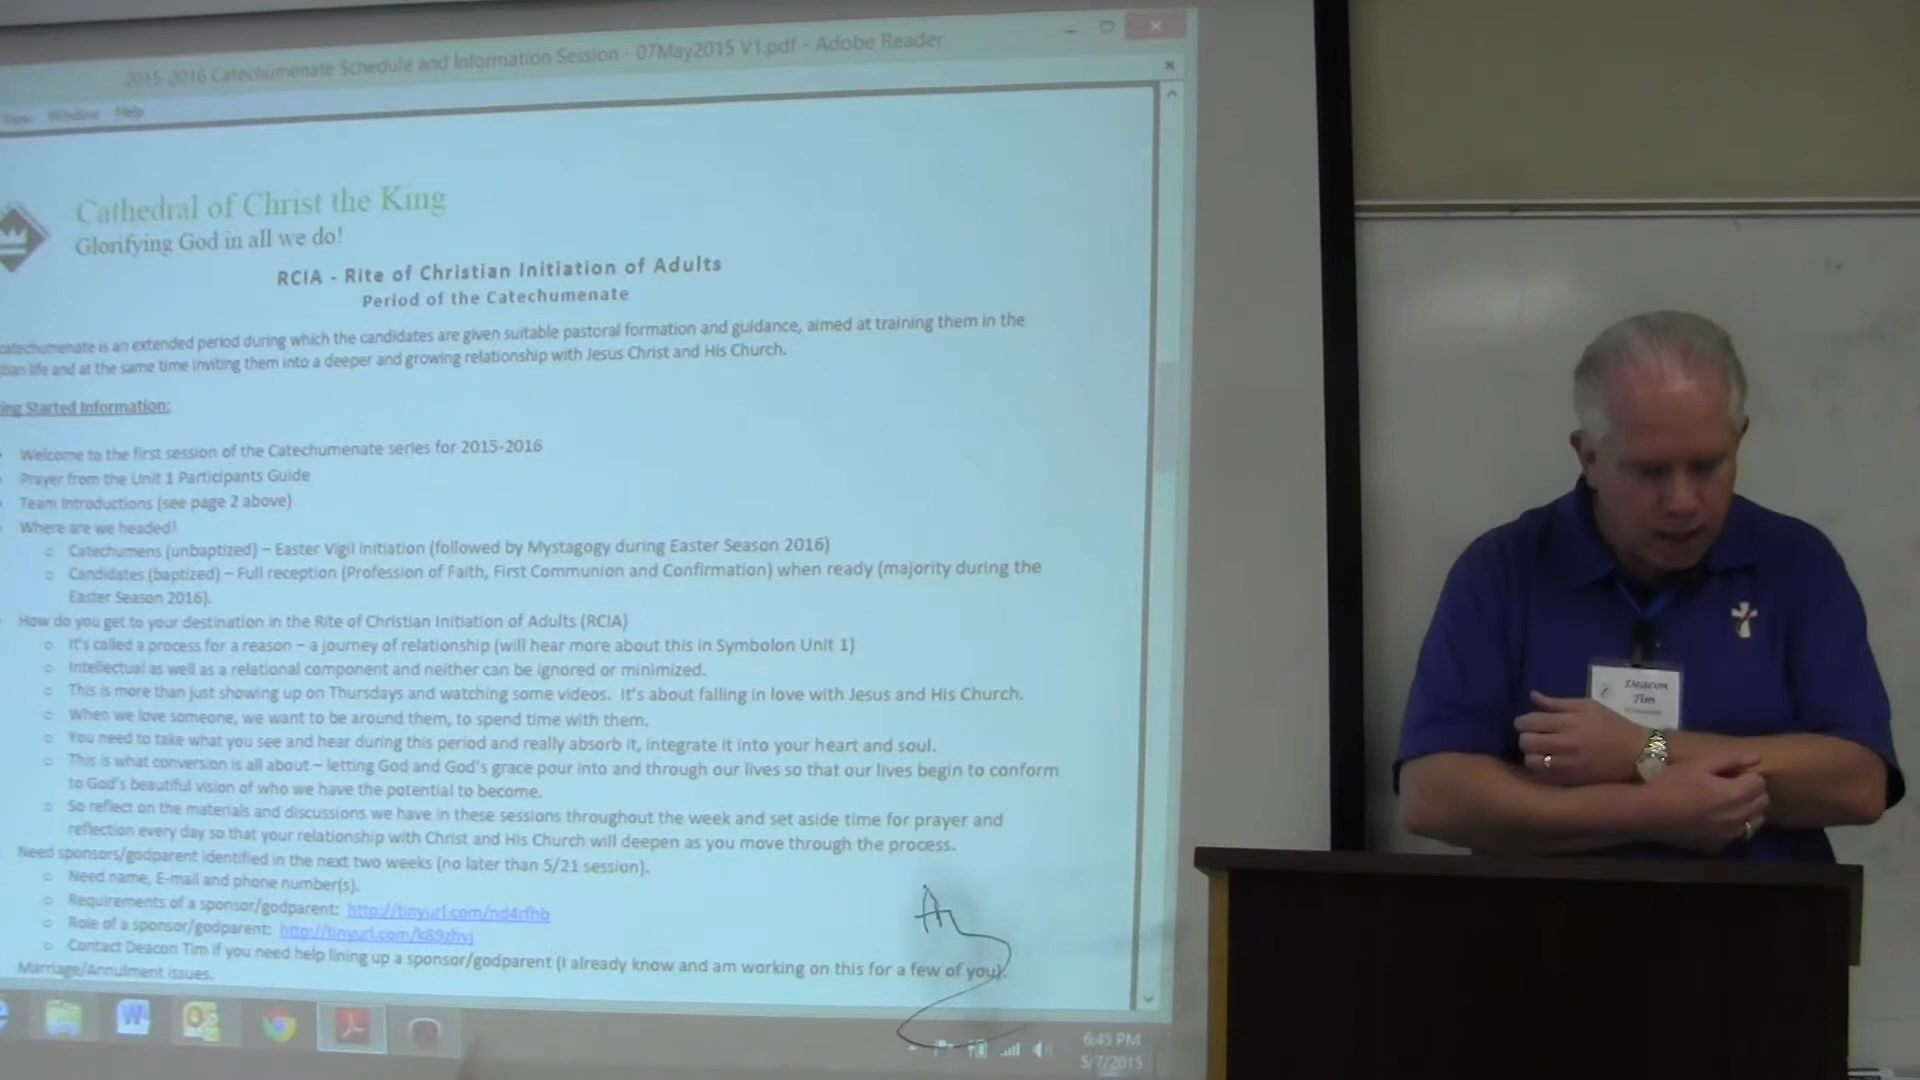 2015-2016 Catechumenate Schedule and Information Session - 07May2015 V1.pdf - Adobe Reader
View Window Help
Cathedral of Christ the King
Glorifying God in all we do!
RCIA - Rite of Christian Initiation of Adults
Period of the Catechumenate
catechumenate is an extended period during which the candidates are given suitable pastoral formation and guidance, aimed at training them in the
tian life and at the same time inviting them into a deeper and growing relationship with Jesus Christ and His Church.
ing Started Information:
Welcome to the first session of the Catechumenate series for 2015-2016
Prayer from the Unit 1 Participants Guide
Team Introductions (see page 2 above)
Where are we headed!
Catechumens (unbaptized) – Easter Vigil initiation (followed by Mystagogy during Easter Season 2016)
Candidates (baptized) – Full reception (Profession of Faith, First Communion and Confirmation) when ready (majority during the
Easter Season 2016).
How do you get to your destination in the Rite of Christian Initiation of Adults (RCIA)
It's called a process for a reason – a journey of relationship (will hear more about this in Symbolon Unit 1)
Intellectual as well as a relational component and neither can be ignored or minimized.
This is more than just showing up on Thursdays and watching some videos. It's about falling in love with Jesus and His Church.
When we love someone, we want to be around them, to spend time with them.
You need to take what you see and hear during this period and really absorb it, integrate it into your heart and soul.
This is what conversion is all about – letting God and God's grace pour into and through our lives so that our lives begin to conform
to God's beautiful vision of who we have the potential to become.
So reflect on the materials and discussions we have in these sessions throughout the week and set aside time for prayer and
reflection every day so that your relationship with Christ and His Church will deepen as you move through the process.
Need sponsors/godparent identified in the next two weeks (no later than 5/21 session).
Need name, E-mail and phone number(s).
Requirements of a sponsor/godparent: http://tinyurl.com/nd4rfhb
Role of a sponsor/godparent: http://tinyurl.com/k89zhvj
Contact Deacon Tim if you need help lining up a sponsor/godparent (I already know and am working on this for a few of you).
Marriage/Annulment issues.
6:45 PM
5/7/2015
Deacon
Tim